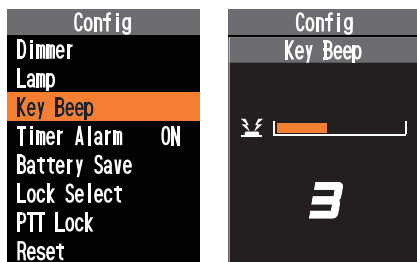 Config
Dimmer
Lamp
Key Beep
Timer Alarm ON
Battery Save
Lock Select
PTT Lock
Reset
Config
Key Beep
3